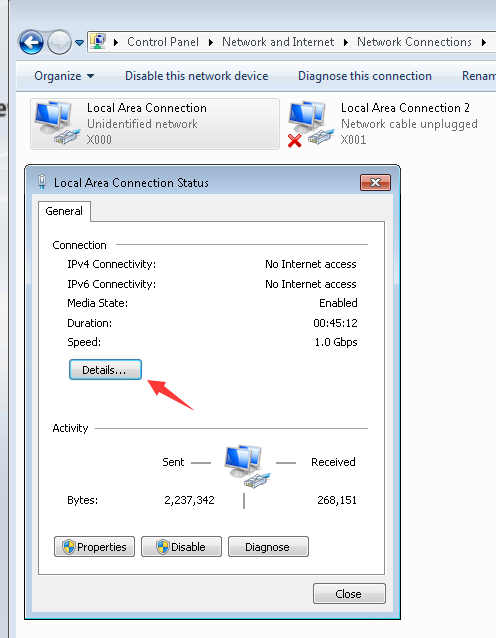 Control Panel Network and Internet Network Connections
Organize Disable this network device Diagnose this connection Renam
Local Area Connection
Unidentified network
X000
Local Area Connection 2
Network cable unplugged
X001
Local Area Connection Status
General
Connection
IPv4 Connectivity: No Internet access
IPv6 Connectivity: No Internet access
Media State: Enabled
Duration: 00:45:12
Speed: 1.0 Gbps
Details...
Activity
Sent Received
Bytes: 2,237,342 268,151
Properties Disable Diagnose
Close